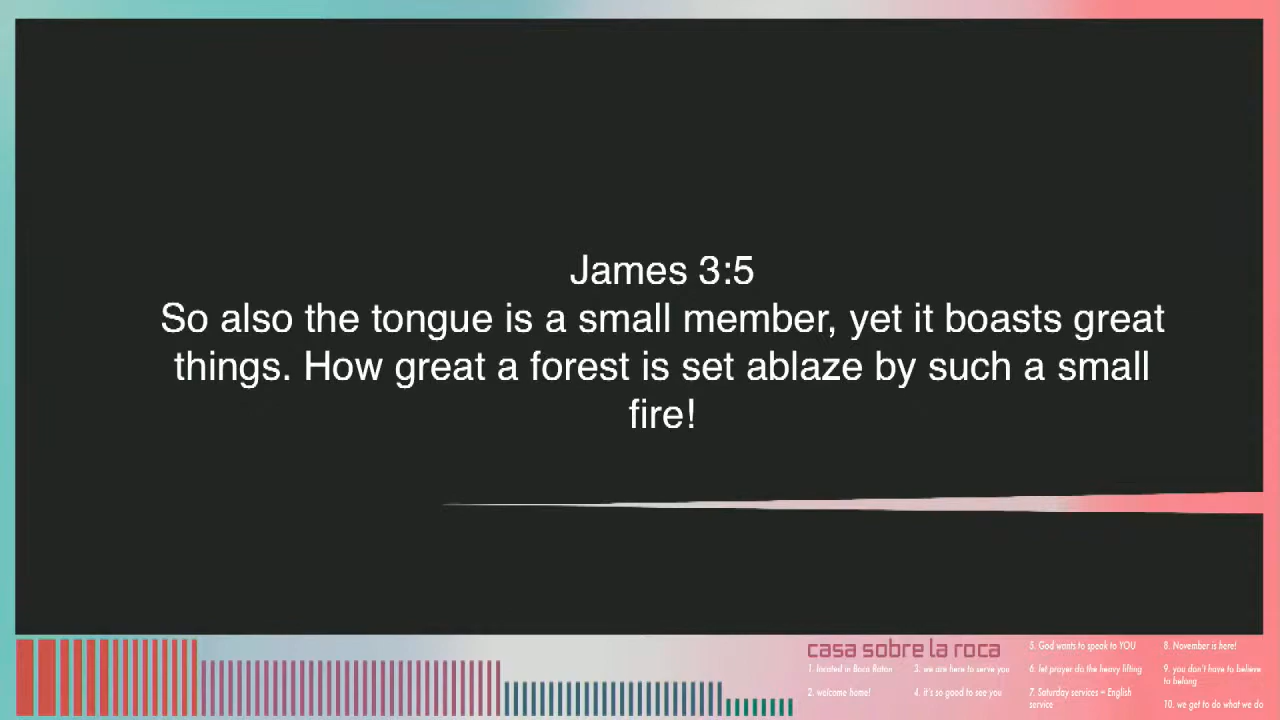 James 3:5
So also the tongue is a small member, yet it boasts great
things. How great a forest is set ablaze by such a small
fire!
casa sobre la roca
1. located in Boca Raton
2. welcome home!
3. we are here to serve you
4. it's so good to see you
5. God wants to speak to YOU
6. let prayer do the heavy lifting
7. Saturday services = English
service
8. November is here!
9. you don't have to believe
to belong
10. we get to do what we do